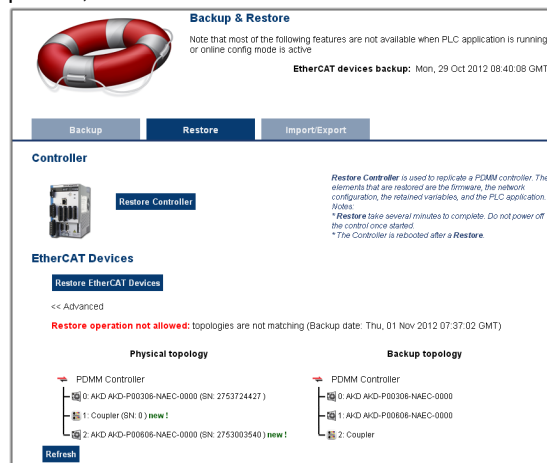 Backup & Restore
Note that most of the following features are not available when PLC application is running
or online config mode is active
EtherCAT devices backup: Mon, 29 Oct 2012 08:40:08 GMT
Backup
Restore
Import/Export
Controller
Restore Controller
Restore Controller is used to replicate a PDMM controller. The
elements that are restored are the firmware, the network
configuration, the retained variables, and the PLC application.
Notes:
* Restore take several minutes to complete. Do not power off
the control once started.
* The Controller is rebooted after a Restore.
EtherCAT Devices
Restore EtherCAT Devices
<< Advanced
Restore operation not allowed: topologies are not matching (Backup date: Thu, 01 Nov 2012 07:37:02 GMT)
Physical topology
PDMM Controller
0: AKD AKD-P00306-NAEC-0000 (SN: 2753724427 )
1: Coupler (SN: 0 ) new !
2: AKD AKD-P00606-NAEC-0000 (SN: 2753003540 ) new !
Backup topology
PDMM Controller
0: AKD AKD-P00306-NAEC-0000
1: AKD AKD-P00606-NAEC-0000
2: Coupler
Refresh